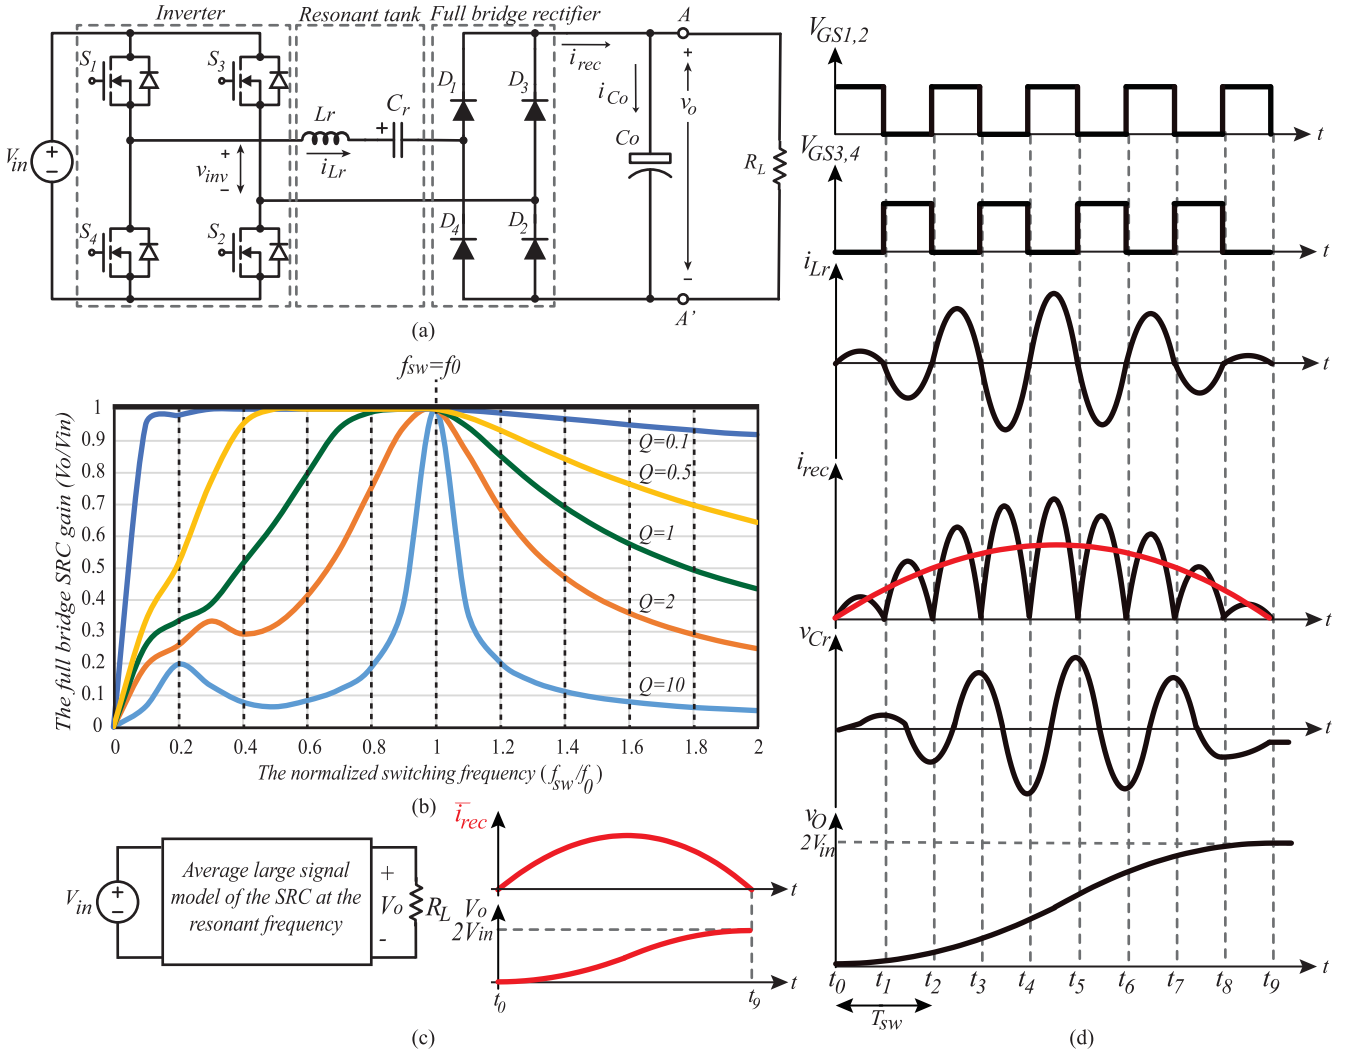 Inverter
Resonant tank
Full bridge rectifier
A
S1
S3
irec
+
D1
D3
iCo
vo
Lr
Cr
+
Vin
+
−
vinv
+
−
iLr
Co
RL
S4
S2
D4
D2
−
A'
(a)
fsw=f0
The full bridge SRC gain (Vo/Vin)
1
0.9
0.8
0.7
0.6
0.5
0.4
0.3
0.2
0.1
0
Q=0.1
Q=0.5
Q=1
Q=2
Q=10
0 0.2 0.4 0.6 0.8 1 1.2 1.4 1.6 1.8 2
The normalized switching frequency (fsw/f0)
(b)
Vin
+
−
Average large signal
model of the SRC at the
resonant frequency
+
Vo
-
RL
i̅rec
t
Vo
2Vin
t
t0
t9
(c)
VGS1,2
t
VGS3,4
t
iLr
t
irec
t
vCr
t
vO
2Vin
t
t0 t1 t2 t3 t4 t5 t6 t7 t8 t9
Tsw
(d)